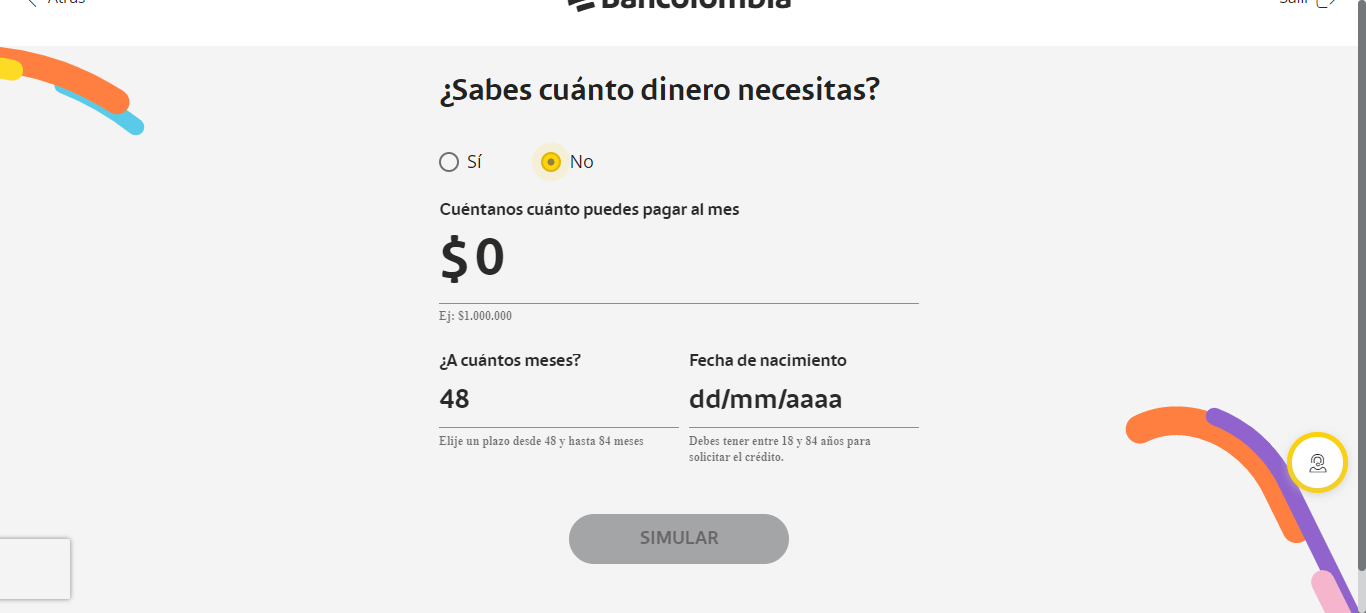 Atrás
Bancolombia
Salir
¿Sabes cuánto dinero necesitas?
Sí
No
Cuéntanos cuánto puedes pagar al mes
$ 0
Ej: $1.000.000
¿A cuántos meses?
48
Elije un plazo desde 48 y hasta 84 meses
Fecha de nacimiento
dd/mm/aaaa
Debes tener entre 18 y 84 años para
solicitar el crédito.
SIMULAR